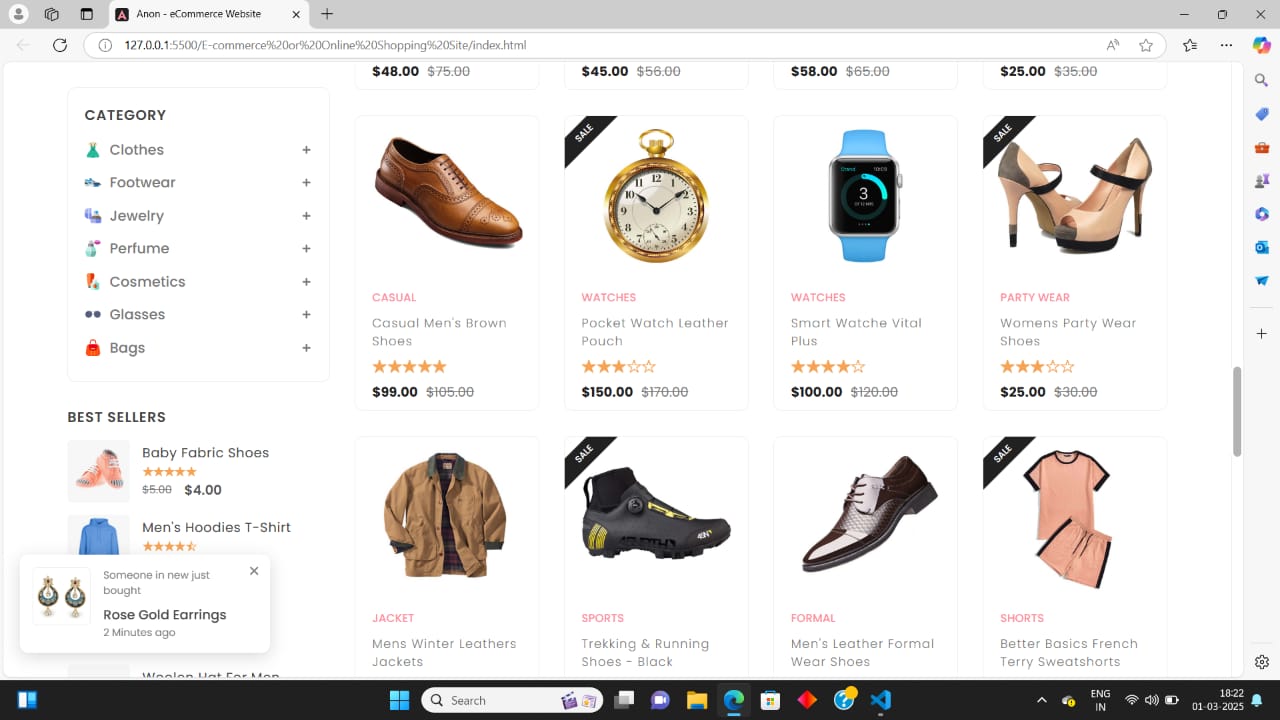 Anon - eCommerce Website
127.0.0.1:5500/E-commerce%20or%20Online%20Shopping%20Site/index.html
$48.00 $75.00
$45.00 $56.00
$58.00 $65.00
$25.00 $35.00
CATEGORY
Clothes +
Footwear +
Jewelry +
Perfume +
Cosmetics +
Glasses +
Bags +
BEST SELLERS
Baby Fabric Shoes
$5.00 $4.00
Men's Hoodies T-Shirt
Someone in new just
bought
Rose Gold Earrings
2 Minutes ago
Woolen Hat For Men
CASUAL
Casual Men's Brown
Shoes
$99.00 $105.00
SALE
WATCHES
Pocket Watch Leather
Pouch
$150.00 $170.00
WATCHES
Smart Watche Vital
Plus
$100.00 $120.00
SALE
PARTY WEAR
Womens Party Wear
Shoes
$25.00 $30.00
JACKET
Mens Winter Leathers
Jackets
SALE
SPORTS
Trekking & Running
Shoes - Black
FORMAL
Men's Leather Formal
Wear Shoes
SALE
SHORTS
Better Basics French
Terry Sweatshorts
Search
ENG
IN
18:22
01-03-2025